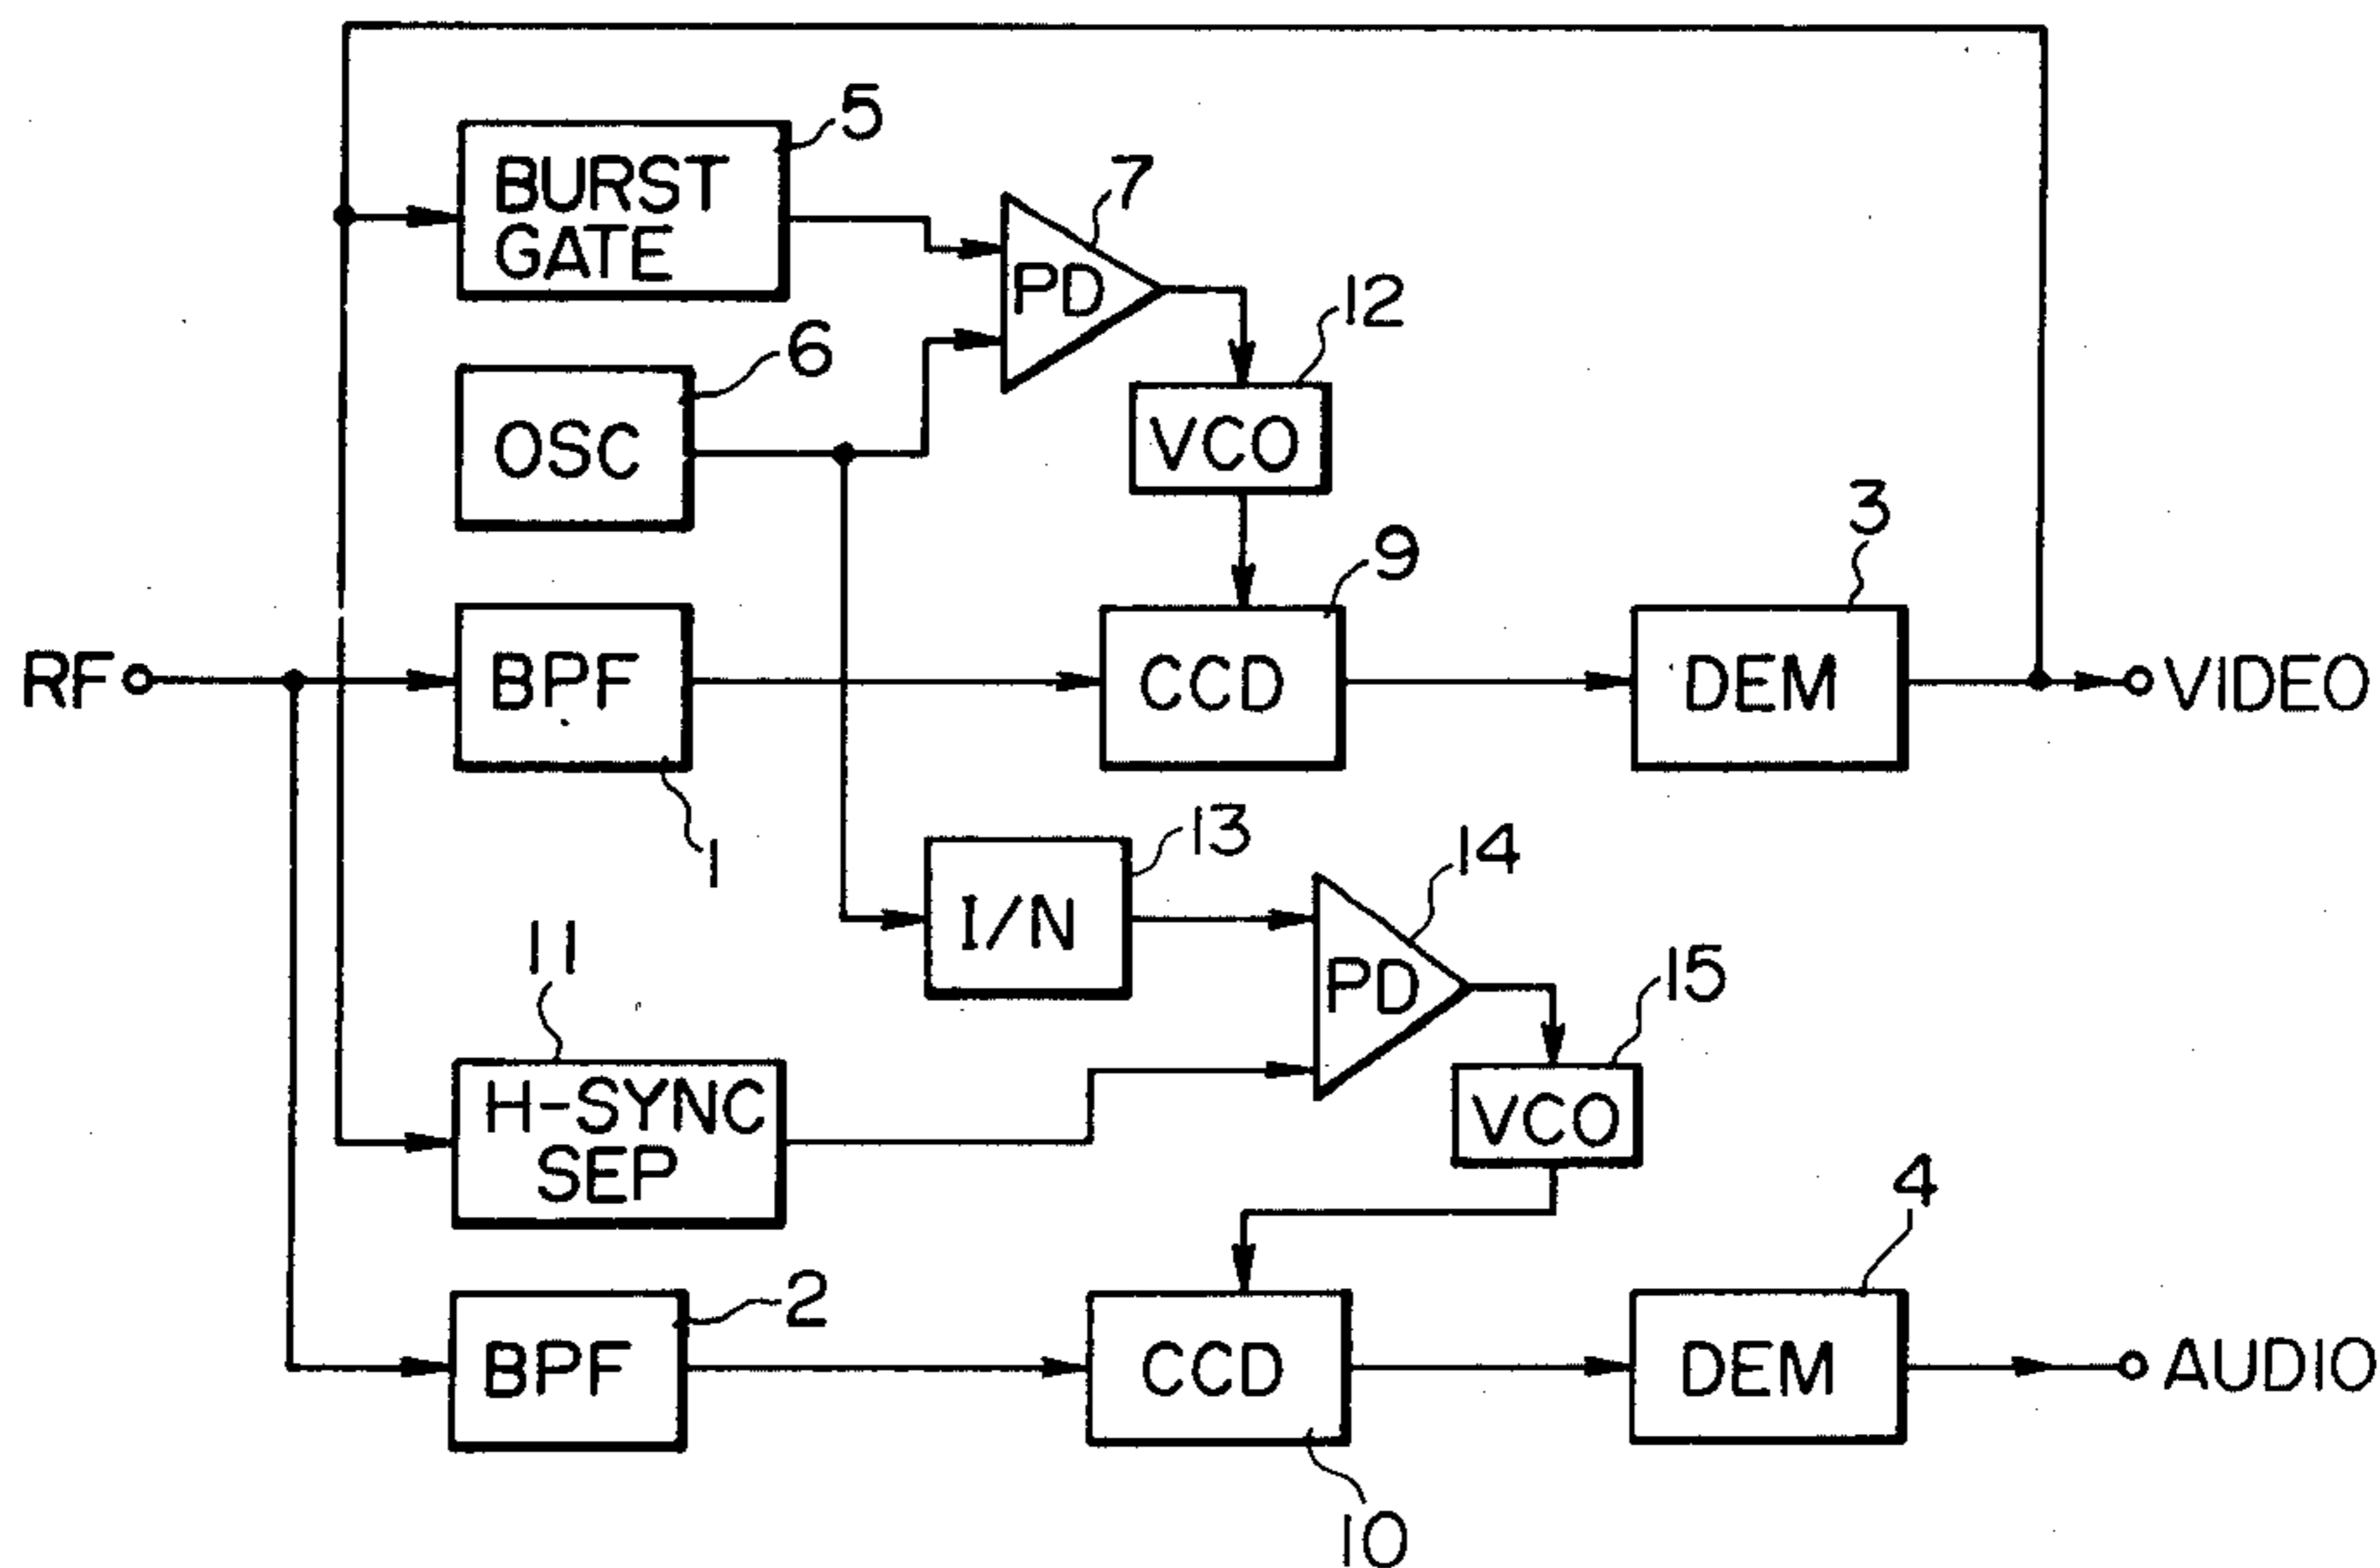 5
BURST
GATE
7
PD
12
6
OSC
VCO
3
9
RF
BPF
CCD
DEM
VIDEO
1
13
14
I/N
PD
15
11
H-SYNC
SEP
VCO
4
2
BPF
CCD
DEM
AUDIO
10